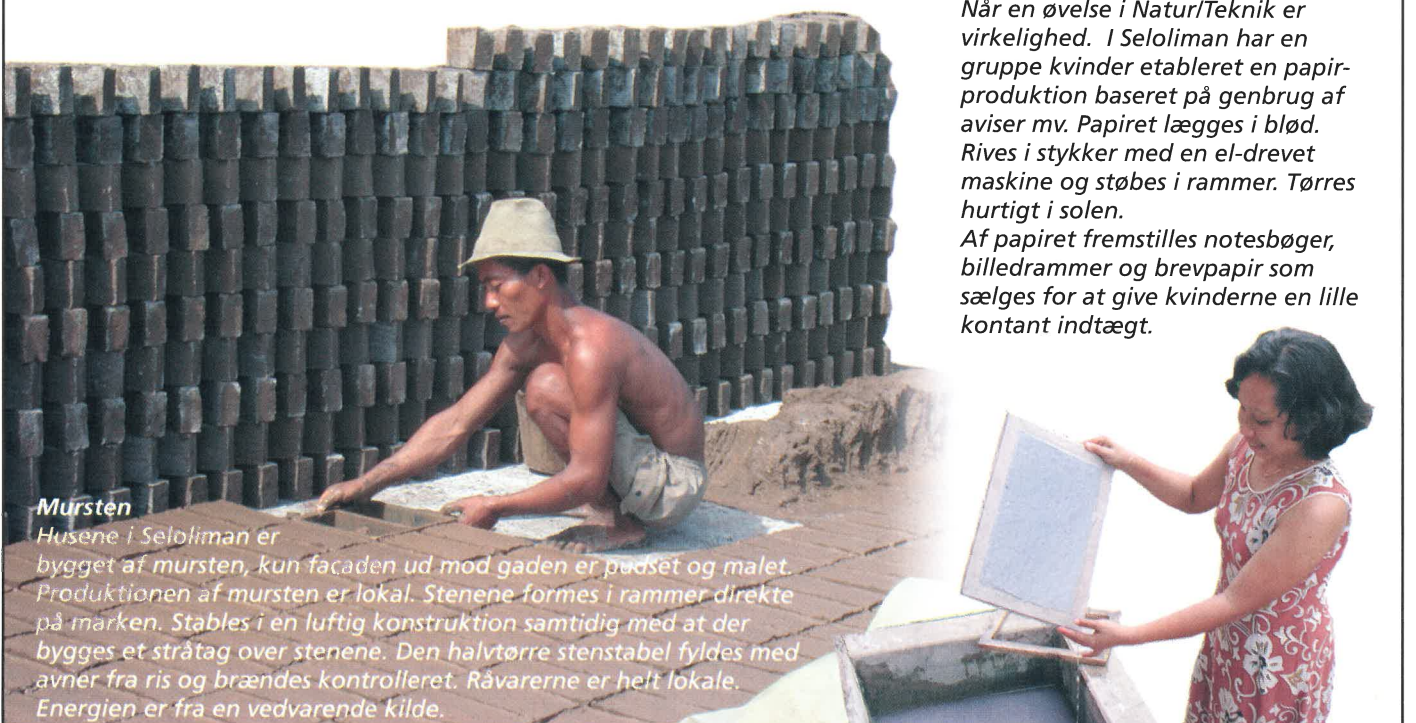 Når en øvelse i Natur/Teknik er
virkelighed. I Seloliman har en
gruppe kvinder etableret en papir-
produktion baseret på genbrug af
aviser mv. Papiret lægges i blød.
Rives i stykker med en el-drevet
maskine og støbes i rammer. Tørres
hurtigt i solen.
Af papiret fremstilles notesbøger,
billedrammer og brevpapir som
sælges for at give kvinderne en lille
kontant indtægt.
Mursten
Husene i Seloliman er
bygget af mursten, kun façaden ud mod gaden er pudset og malet.
Produktionen af mursten er lokal. Stenene formes i rammer direkte
på marken. Stables i en luftig konstruktion samtidig med at der
bygges et stråtag over stenene. Den halvtørre stenstabel fyldes med
avner fra ris og brændes kontrolleret. Råvarerne er helt lokale.
Energien er fra en vedvarende kilde.